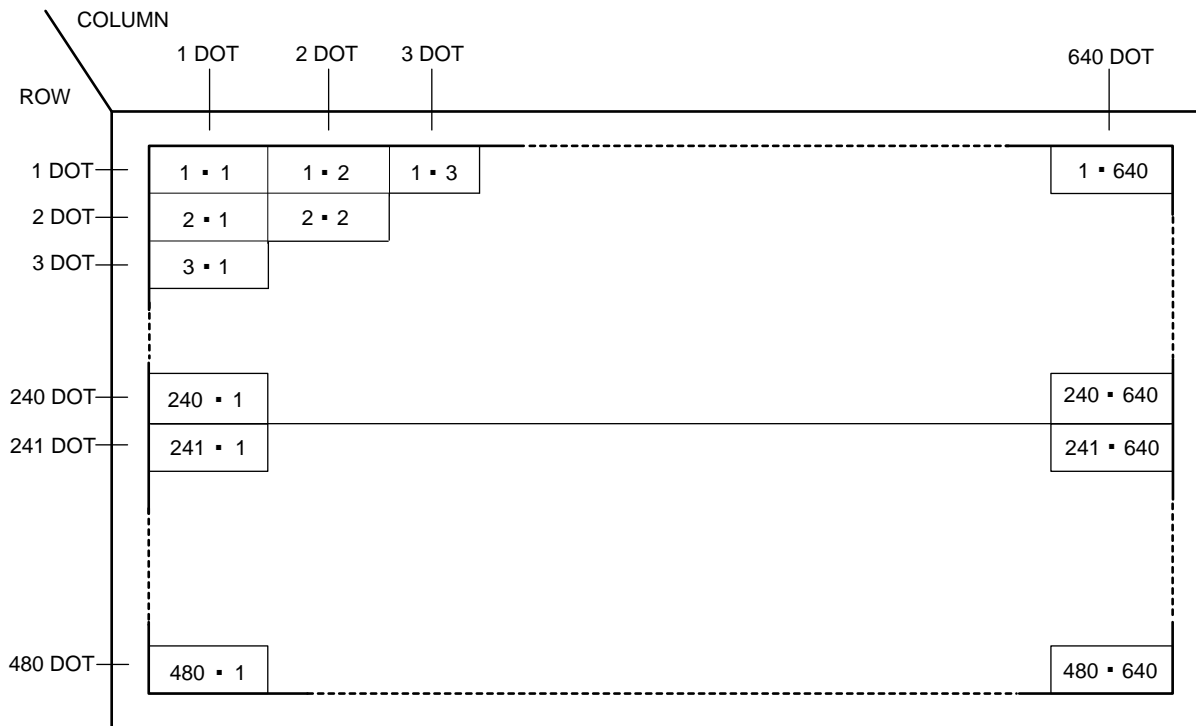 COLUMN
1 DOT 2 DOT 3 DOT 640 DOT
ROW
1 DOT 1 ▪ 1 1 ▪ 2 1 ▪ 3 1 ▪ 640
2 DOT 2 ▪ 1 2 ▪ 2
3 DOT 3 ▪ 1
240 DOT 240 ▪ 1 240 ▪ 640
241 DOT 241 ▪ 1 241 ▪ 640
480 DOT 480 ▪ 1 480 ▪ 640